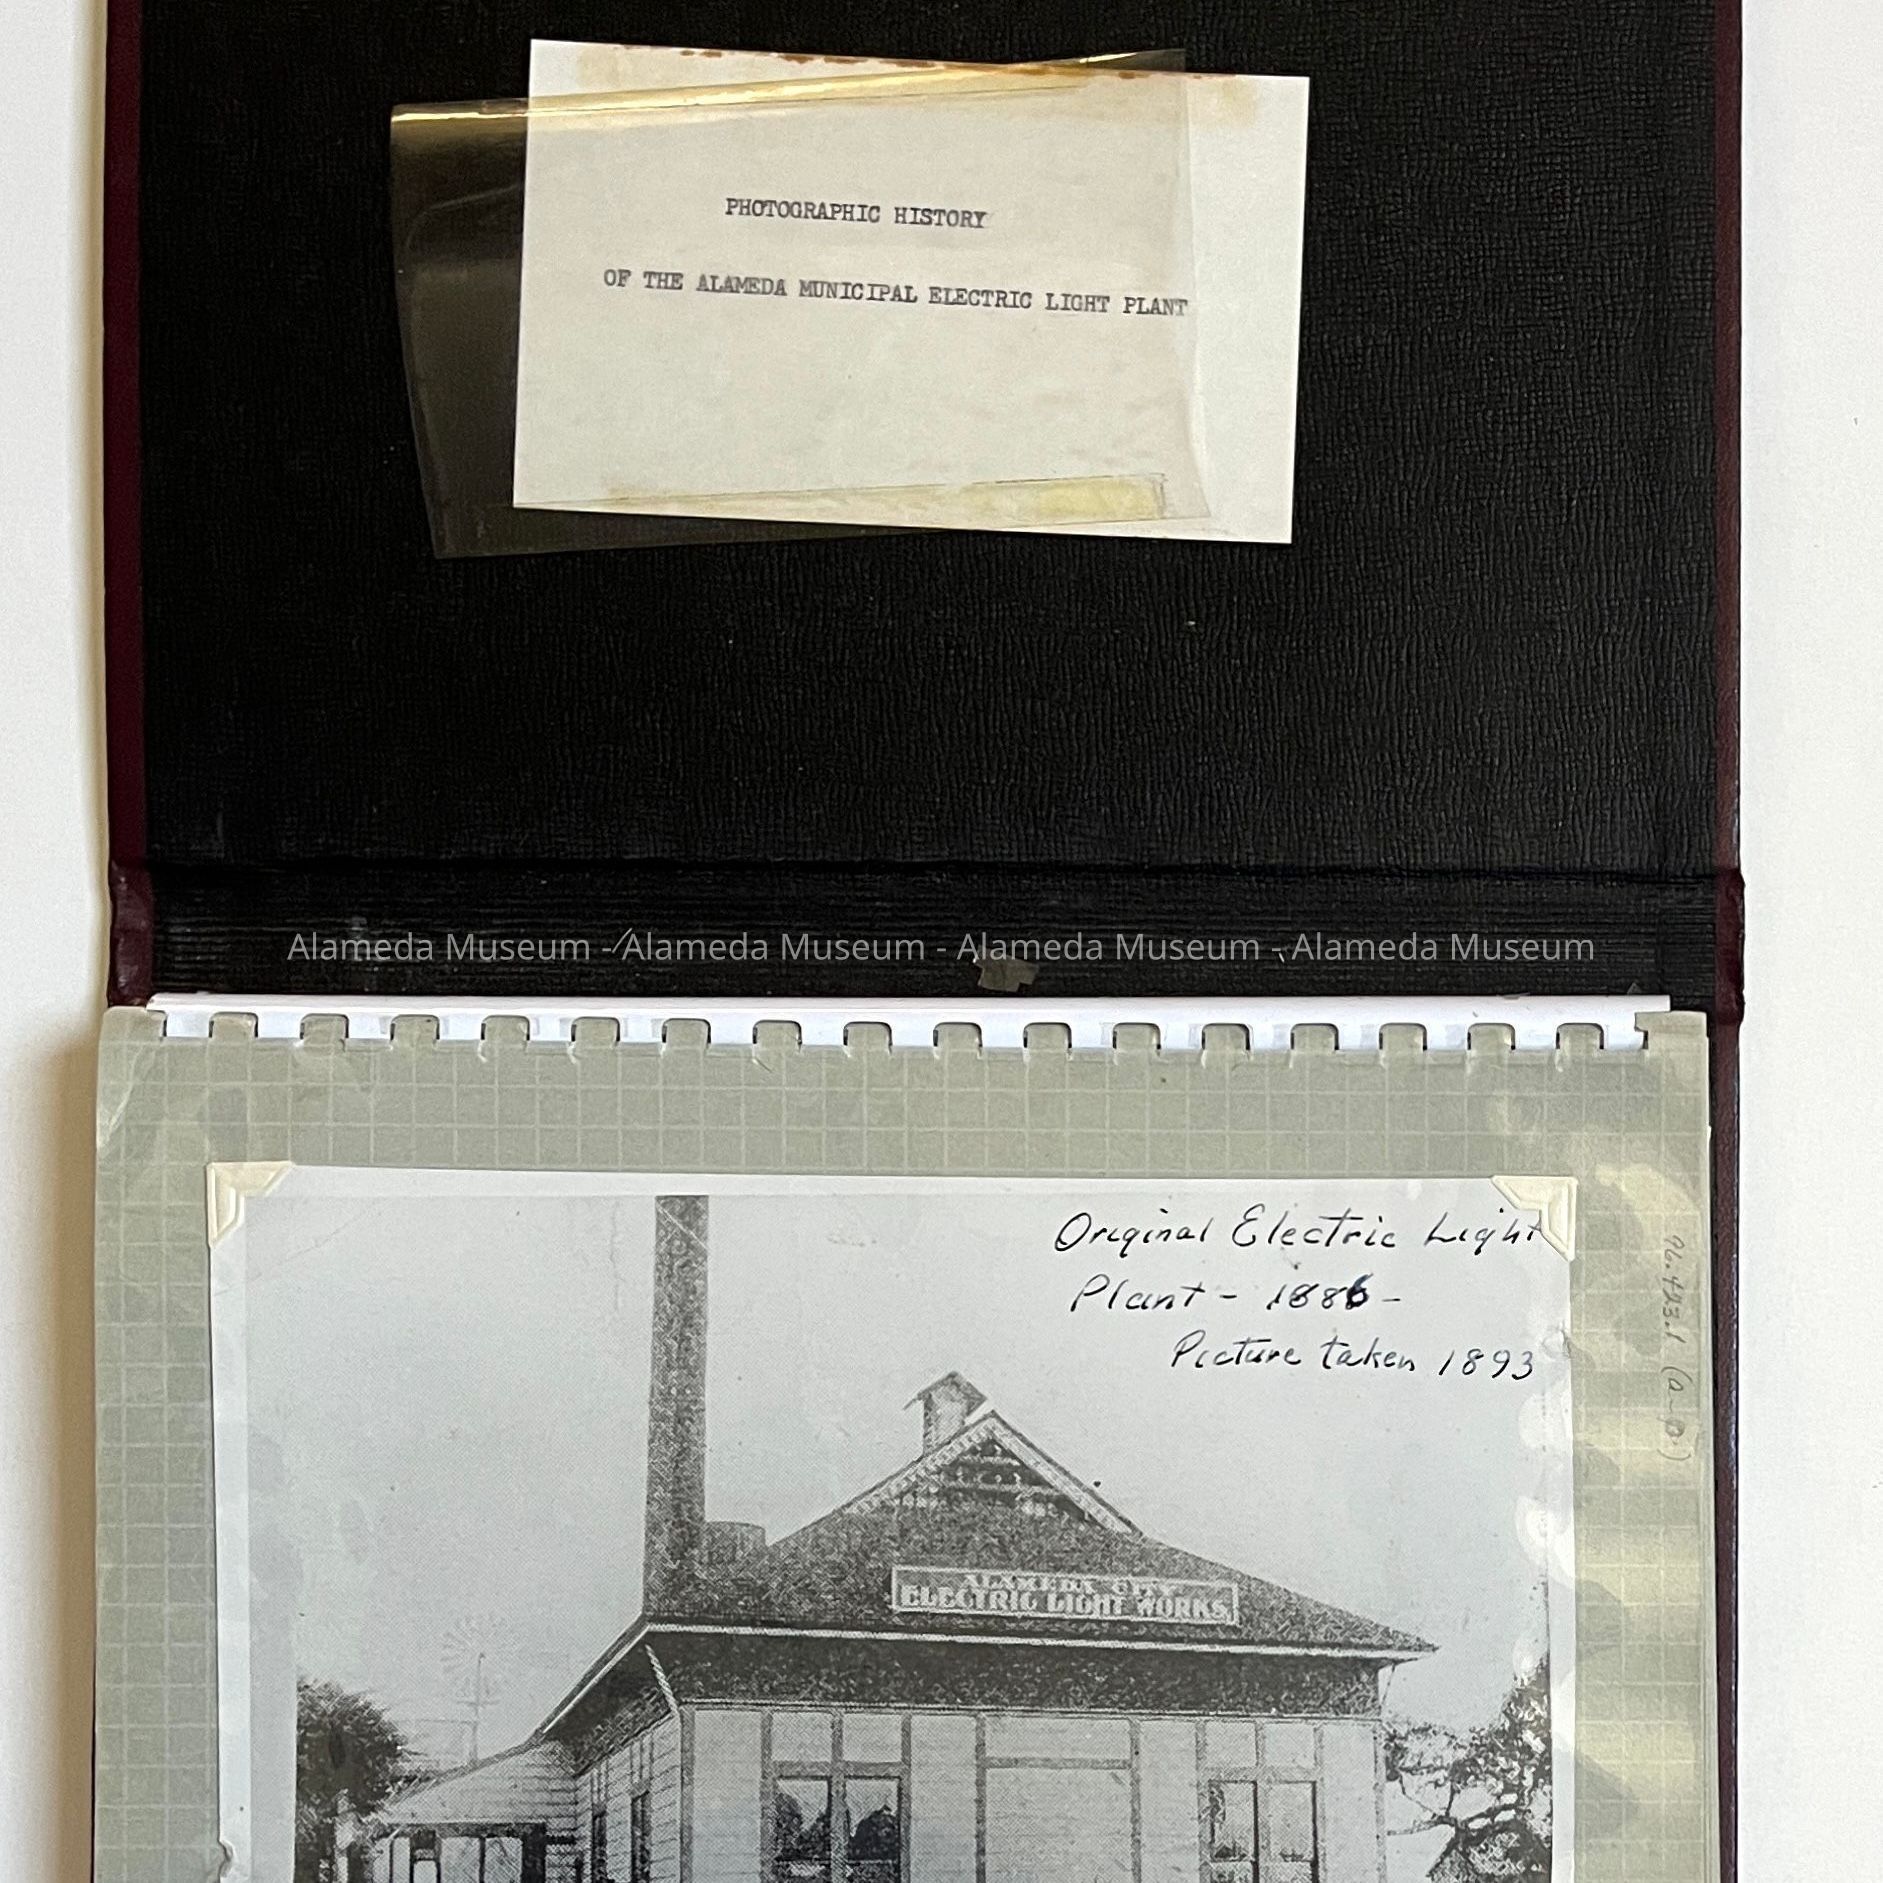 PHOTOGRAPHIC HISTORY
OF THE ALAMEDA MUNICIPAL ELECTRIC LIGHT PLANT
Alameda Museum - Alameda Museum - Alameda Museum - Alameda Museum
Original Electric Light
Plant - 1886 -
Picture taken 1893
ALAMEDA CITY
ELECTRIC LIGHT WORKS
(a-p)